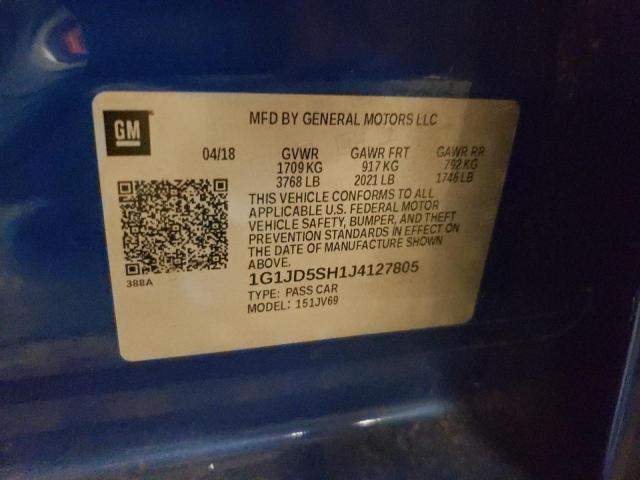 GM
MFD BY GENERAL MOTORS LLC
04/18 GVWR GAWR FRT GAWR RR
1709 KG 917 KG 792 KG
3768 LB 2021 LB 1746 LB
THIS VEHICLE CONFORMS TO ALL
APPLICABLE U.S. FEDERAL MOTOR
VEHICLE SAFETY, BUMPER, AND THEFT
PREVENTION STANDARDS IN EFFECT ON
THE DATE OF MANUFACTURE SHOWN
ABOVE.
388A
1G1JD5SH1J4127805
TYPE: PASS CAR
MODEL: 151JV69